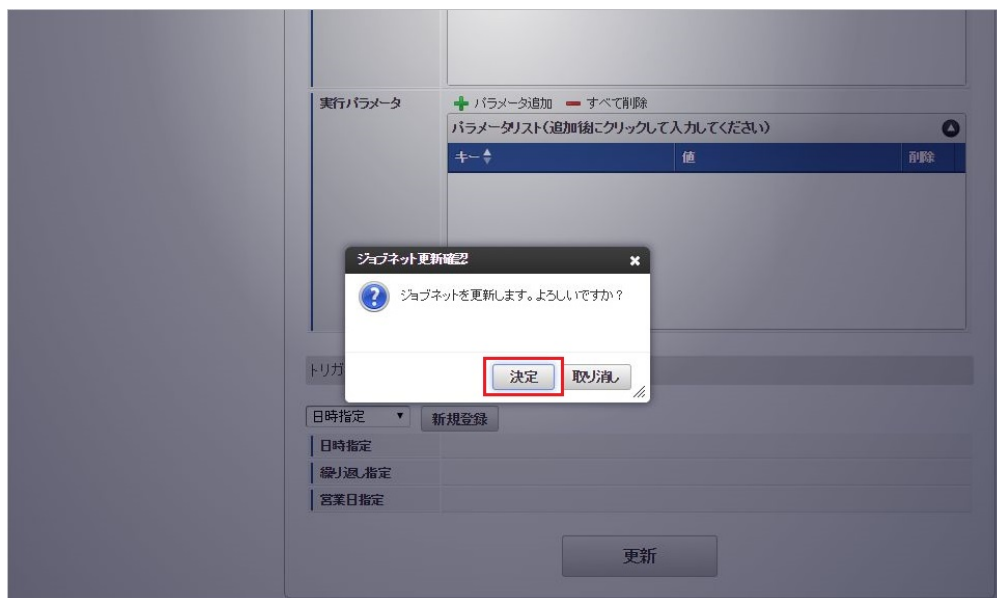 実行パラメータ
パラメータ追加 すべて削除
パラメータリスト(追加後にクリックして入力してください)
キー 値 削除
ジョブネット更新確認
ジョブネットを更新します。よろしいですか?
決定 取り消し
トリガ
日時指定 新規登録
日時指定
繰り返し指定
営業日指定
更新